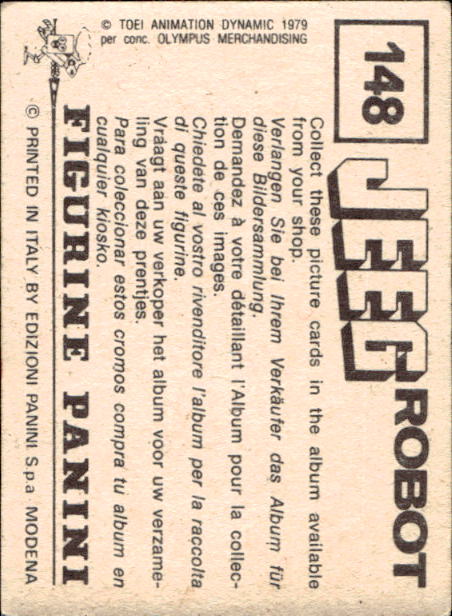 © TOEI ANIMATION DYNAMIC 1979
per conc. OLYMPUS MERCHANDISING
148
JEEG ROBOT
Collect these picture cards in the album available
from your shop.
Verlangen Sie bei Ihrem Verkäufer das Album für
diese Bildersammlung.
Demandez à votre détaillant l'Album pour la collec-
tion de ces images.
Chiedete al vostro rivenditore l'album per la raccolta
di queste figurine.
Vráagt aan uw verkoper het album voor uw verzame-
ling van deze prentjes.
Para coleccionar estos cromos compra tu album en
cualquier kiosko.
FIGURINE PANINI
© PRINTED IN ITALY BY EDIZIONI PANINI S.p.a MODENA